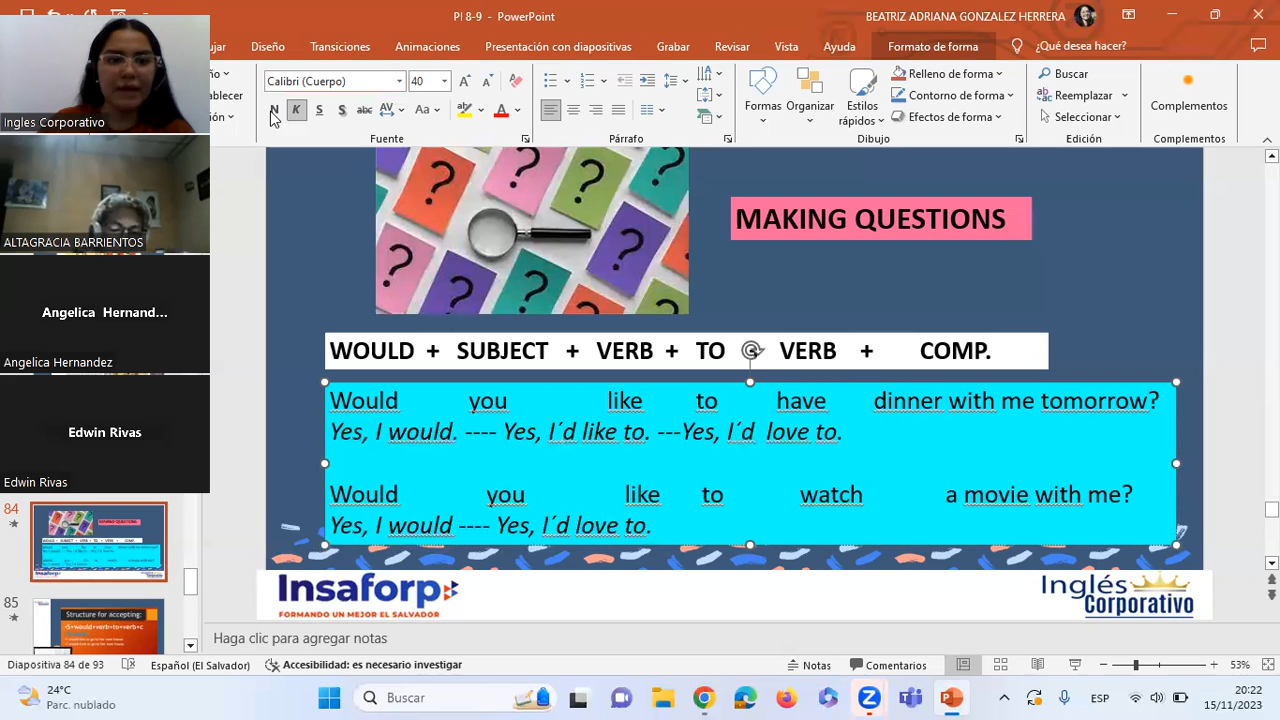 PI 8-9 - PowerPoint
BEATRIZ ADRIANA GONZALEZ HERRERA
Diseño Transiciones Animaciones Presentación con diapositivas Grabar Revisar Vista Ayuda Formato de forma ¿Qué desea hacer?
Calibri (Cuerpo) 40
N K S S abc AV Aa A
Fuente
Párrafo
Formas
Organizar
Estilos rápidos
Relleno de forma
Contorno de forma
Efectos de forma
Dibujo
Buscar
Reemplazar
Seleccionar
Edición
Complementos
Complementos
Ingles Corporativo
ALTAGRACIA BARRIENTOS
Angelica Hernand...
Angelica Hernandez
Edwin Rivas
Edwin Rivas
MAKING QUESTIONS
WOULD + SUBJECT + VERB + TO VERB + COMP.
Would you like to have dinner with me tomorrow?
Yes, I would. ---- Yes, I´d like to. ---Yes, I´d love to.
Would you like to watch a movie with me?
Yes, I would ---- Yes, I´d love to.
Insaforp
FORMANDO UN MEJOR EL SALVADOR
Inglés Corporativo
84
85
Structure for accepting:
S+would+verb+to+verb+c
Haga clic para agregar notas
Diapositiva 84 de 93
Español (El Salvador)
Accesibilidad: es necesario investigar
Notas
Comentarios
53%
24°C
Parc. nublado
Buscar
ESP
20:22
15/11/2023